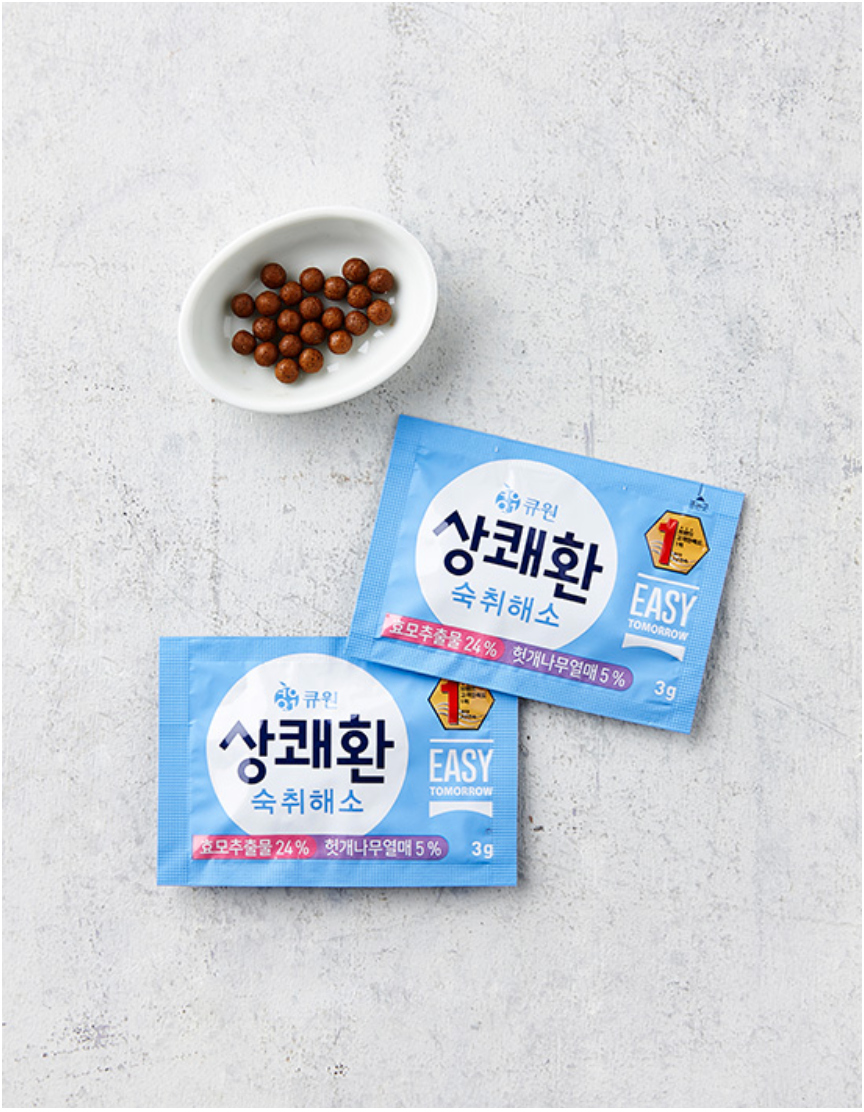 큐원
상쾌환
숙취해소
효모추출물 24%
헛개나무열매 5%
1
EASY
TOMORROW
3g
큐원
상쾌환
숙취해소
효모추출물 24%
헛개나무열매 5%
1
EASY
TOMORROW
3g